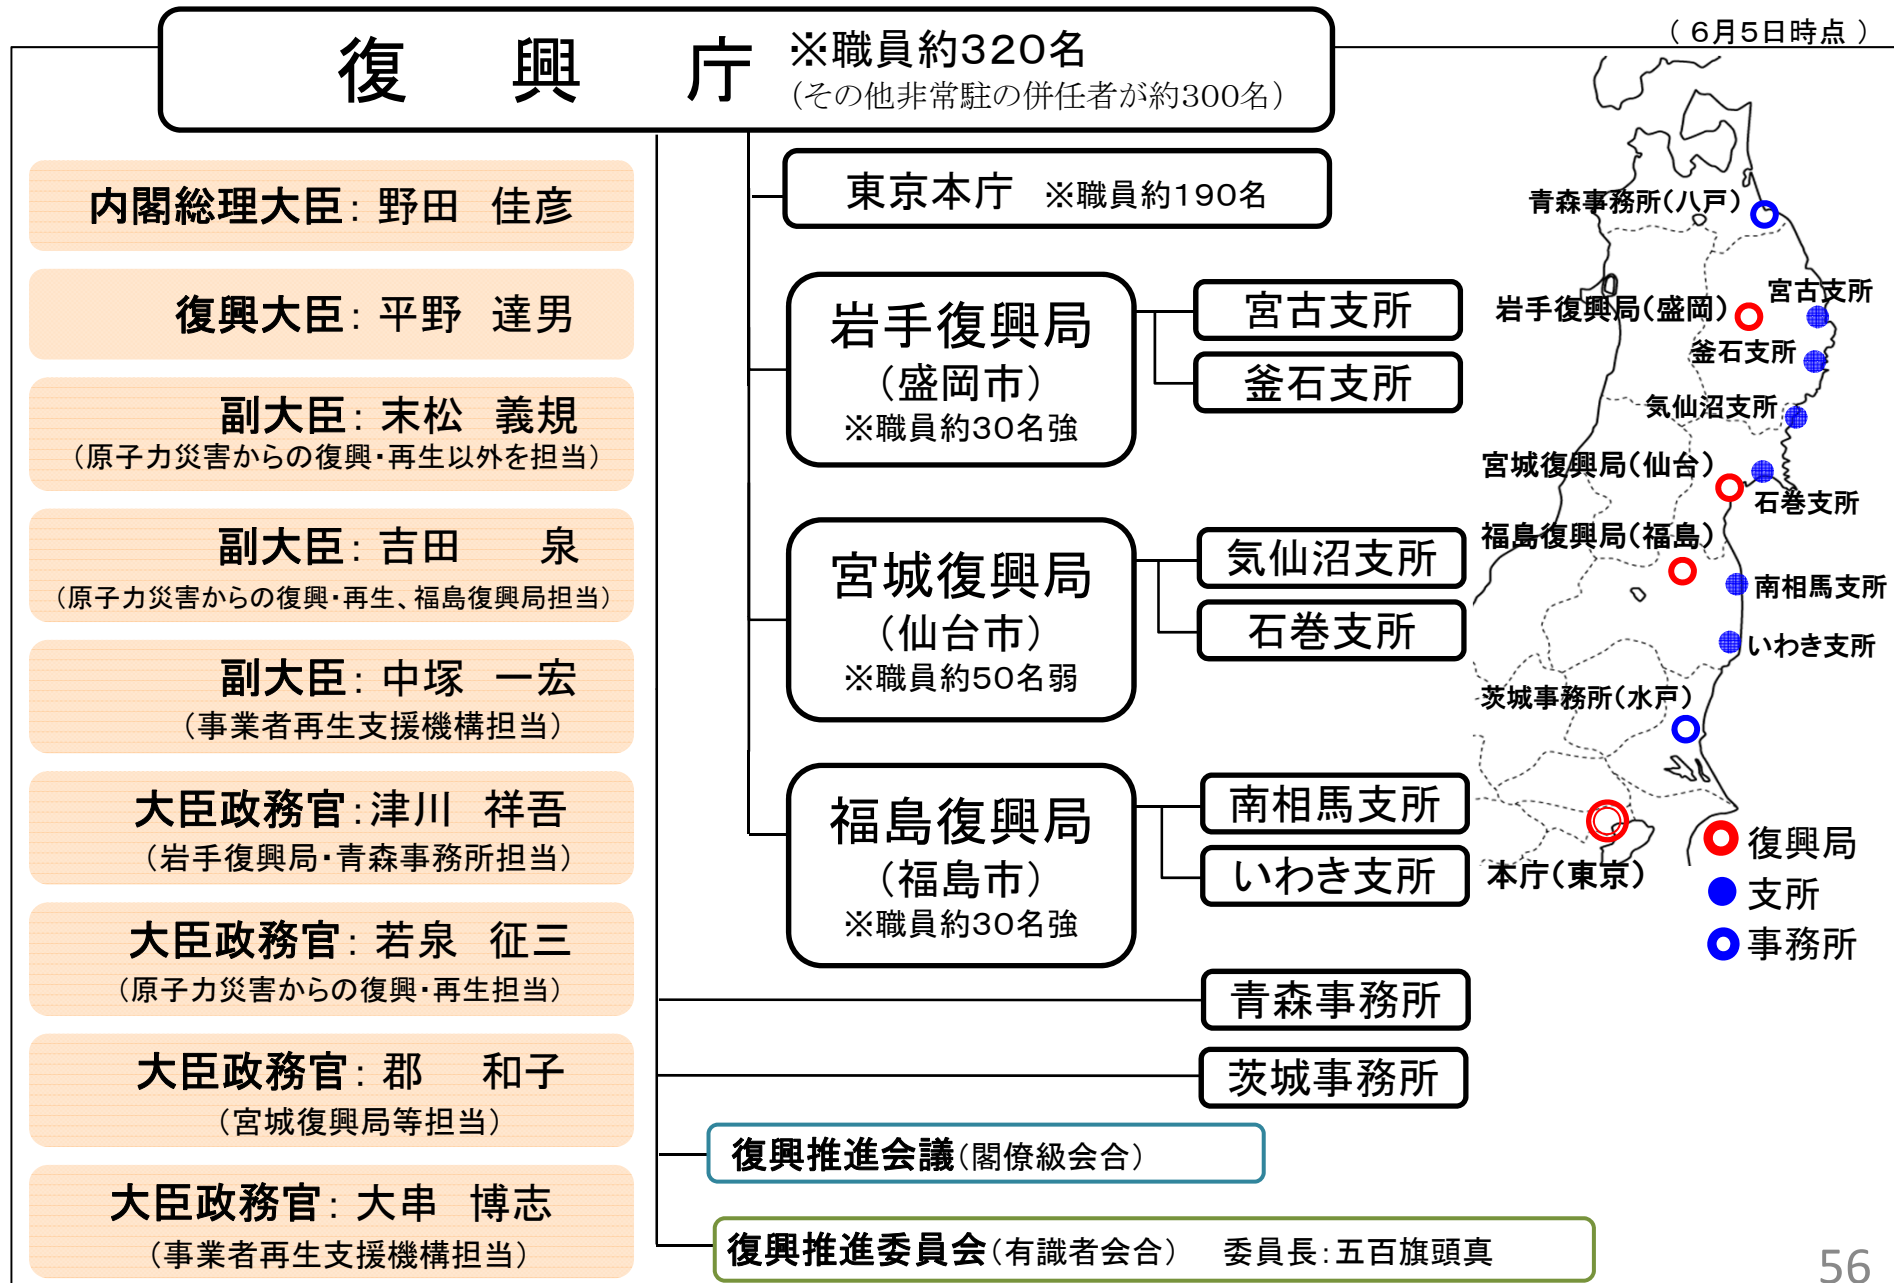 (6月5日時点)
復興庁 ※職員約320名
(その他非常駐の併任者が約300名)
内閣総理大臣:野田 佳彦
復興大臣:平野 達男
副大臣:末松 義規
(原子力災害からの復興・再生以外を担当)
副大臣:吉田 泉
(原子力災害からの復興・再生、福島復興局担当)
副大臣:中塚 一宏
(事業者再生支援機構担当)
大臣政務官:津川 祥吾
(岩手復興局・青森事務所担当)
大臣政務官:若泉 征三
(原子力災害からの復興・再生担当)
大臣政務官:郡 和子
(宮城復興局等担当)
大臣政務官:大串 博志
(事業者再生支援機構担当)
東京本庁 ※職員約190名
岩手復興局
(盛岡市)
※職員約30名強
宮古支所
釜石支所
宮城復興局
(仙台市)
※職員約50名弱
気仙沼支所
石巻支所
福島復興局
(福島市)
※職員約30名強
南相馬支所
いわき支所
青森事務所
茨城事務所
復興推進会議(閣僚級会合)
復興推進委員会(有識者会合) 委員長:五百旗頭真
青森事務所(八戸)
宮古支所
岩手復興局(盛岡)
釜石支所
気仙沼支所
宮城復興局(仙台)
石巻支所
福島復興局(福島)
南相馬支所
いわき支所
茨城事務所(水戸)
本庁(東京)
復興局
支所
事務所
56